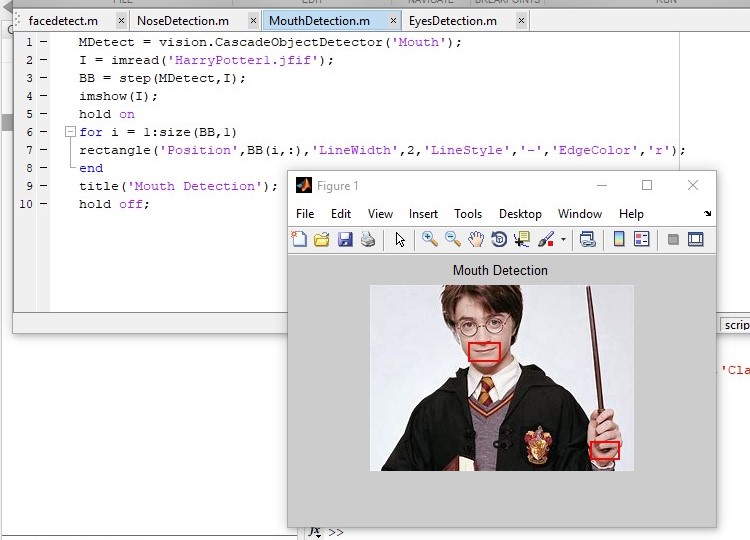 FILE NAVIGATE EDIT BREAKPOINTS RUN
facedetect.m × NoseDetection.m × MouthDetection.m × EyesDetection.m ×
1 – MDetect = vision.CascadeObjectDetector('Mouth');
2 – I = imread('HarryPotter1.jfif');
3 – BB = step(MDetect,I);
4 – imshow(I);
5 – hold on
6 – for i = 1:size(BB,1)
7 – rectangle('Position',BB(i,:),'LineWidth',2,'LineStyle','-','EdgeColor','r');
8 – end
9 – title('Mouth Detection');
10 – hold off;
Figure 1
File Edit View Insert Tools Desktop Window Help
Mouth Detection
scrip
'Cla
fx >>